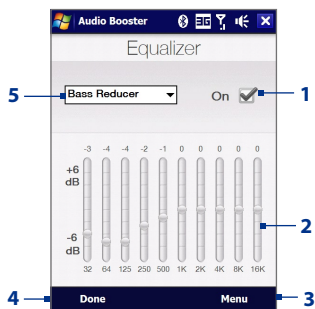 Audio Booster 3G
Equalizer
5 Bass Reducer On 1
-3 -4 -4 -2 -1 0 0 0 0 0
+6
dB
2
-6
dB
32 64 125 250 500 1K 2K 4K 8K 16K
4 Done Menu 3